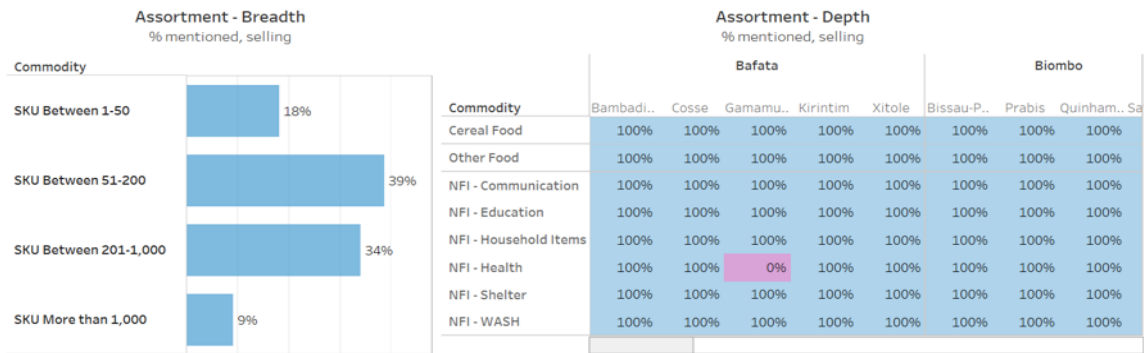 Assortment - Breadth
% mentioned, selling
Commodity
SKU Between 1-50 18%
SKU Between 51-200 39%
SKU Between 201-1,000 34%
SKU More than 1,000 9%
Assortment - Depth
% mentioned, selling
Bafata Biombo
Commodity Bambadi.. Cosse Gamamu.. Kirintim Xitole Bissau-P.. Prabis Quinham.. Sa
Cereal Food 100% 100% 100% 100% 100% 100% 100% 100%
Other Food 100% 100% 100% 100% 100% 100% 100% 100%
NFI - Communication 100% 100% 100% 100% 100% 100% 100% 100%
NFI - Education 100% 100% 100% 100% 100% 100% 100% 100%
NFI - Household Items 100% 100% 100% 100% 100% 100% 100% 100%
NFI - Health 100% 100% 0% 100% 100% 100% 100% 100%
NFI - Shelter 100% 100% 100% 100% 100% 100% 100% 100%
NFI - WASH 100% 100% 100% 100% 100% 100% 100% 100%